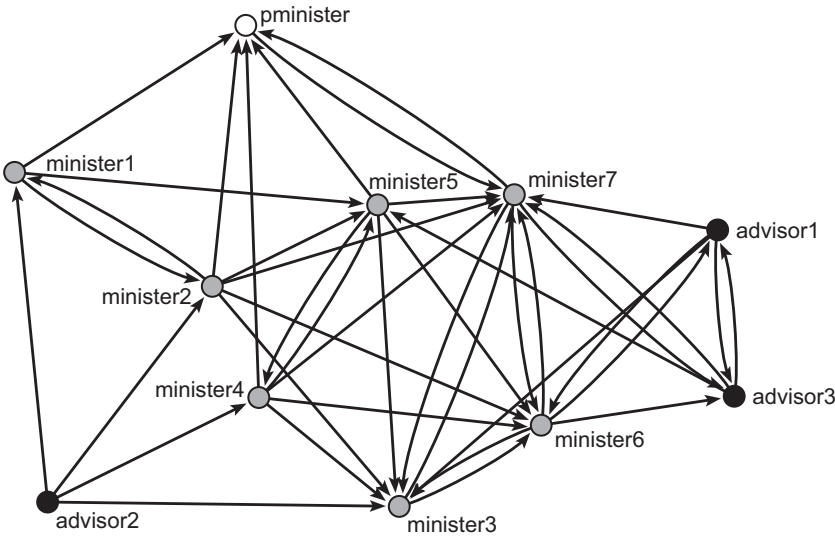 pminister
minister1
minister5
minister7
advisor1
minister2
minister4
advisor3
minister6
advisor2
minister3